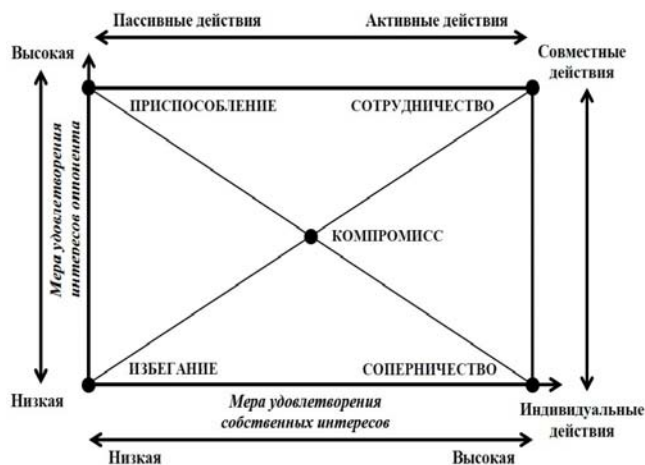 Пассивные действия Активные действия
Высокая
Совместные
действия
ПРИСПОСОБЛЕНИЕ СОТРУДНИЧЕСТВО
Мера удовлетворения
интересов оппонента
КОМПРОМИСС
ИЗБЕГАНИЕ СОПЕРНИЧЕСТВО
Низкая
Мера удовлетворения
собственных интересов
Индивидуальные
действия
Низкая Высокая